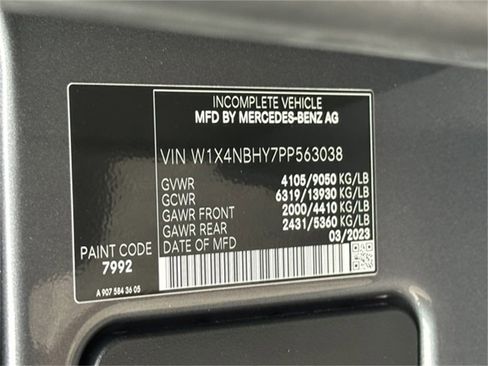 INCOMPLETE VEHICLE
MFD BY MERCEDES-BENZ AG
VIN W1X4NBHY7PP563038
GVWR 4105/9050 KG/LB
GCWR 6319/13930 KG/LB
GAWR FRONT 2000/4410 KG/LB
GAWR REAR 2431/5360 KG/LB
DATE OF MFD 03/2023
PAINT CODE
7992
A 907 584 36 05